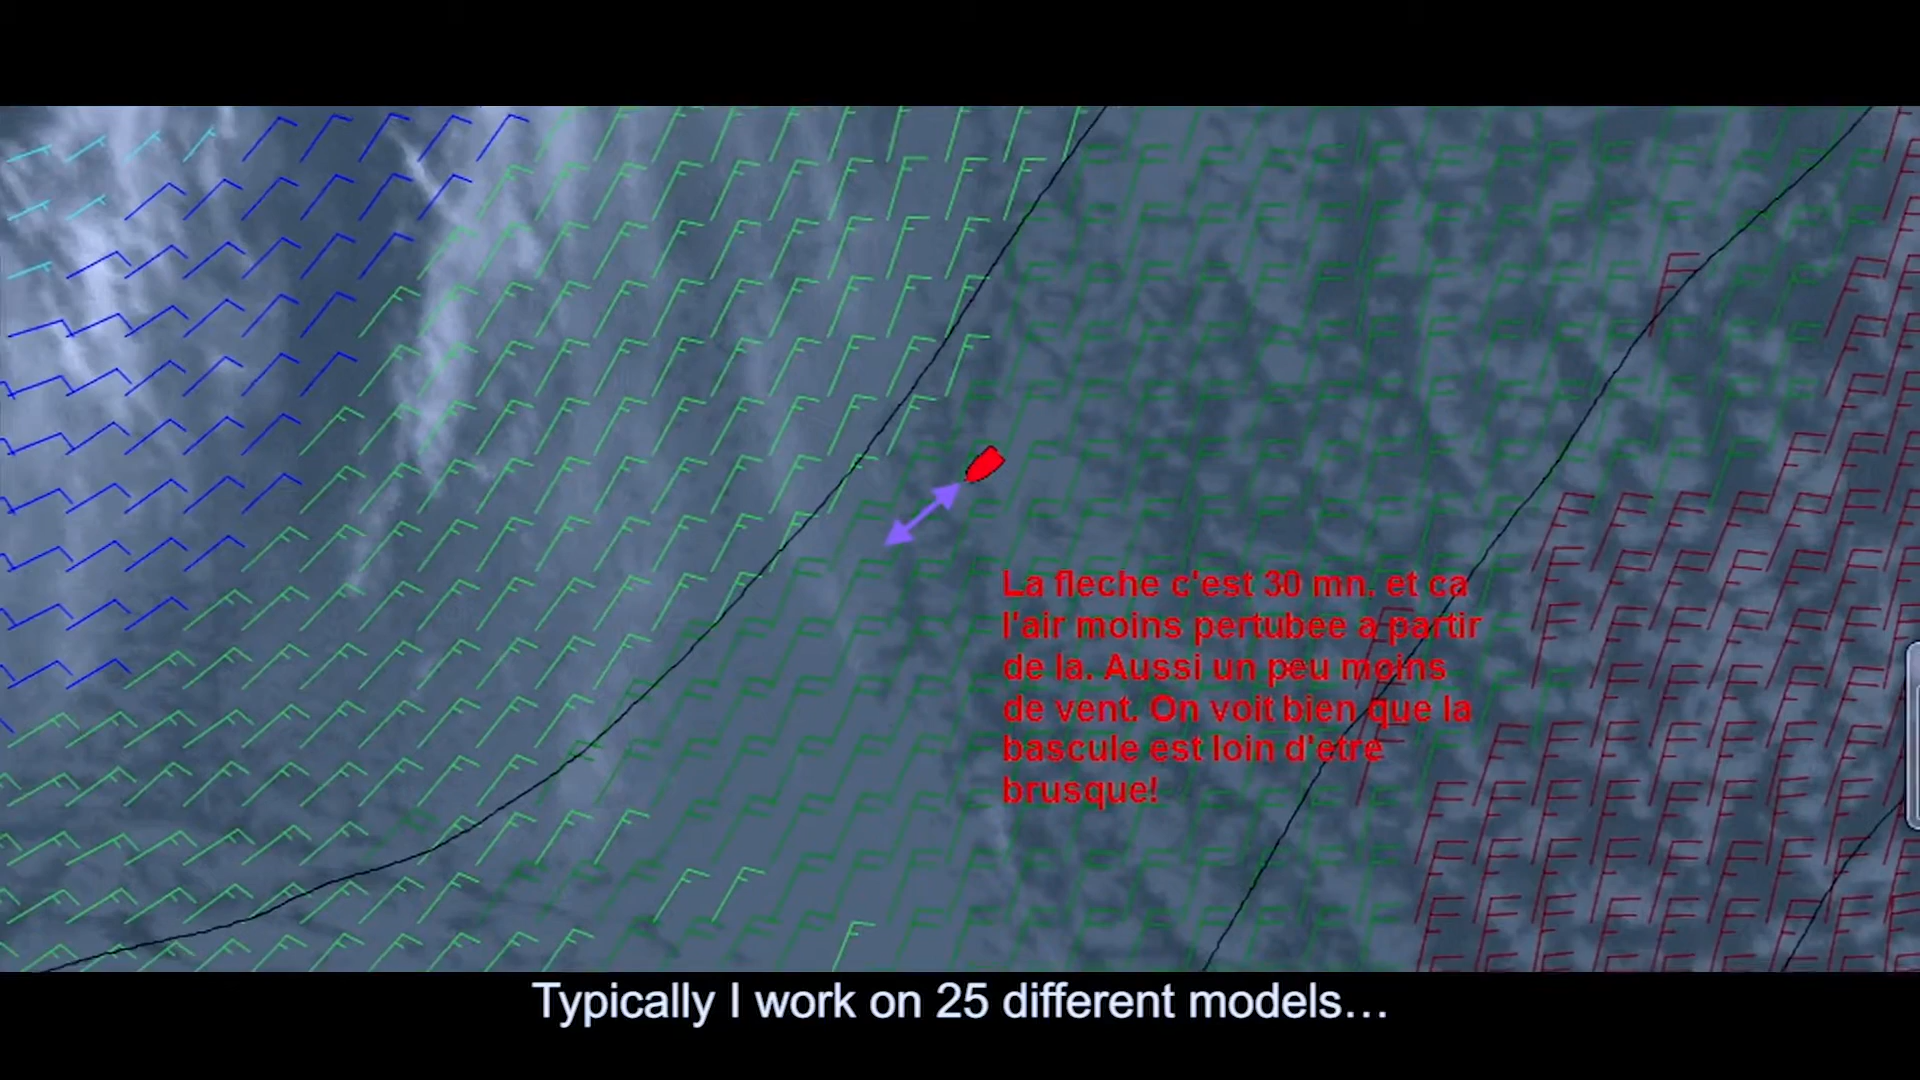 La fleche c'est 30 mn. et ca
l'air moins pertubee a partir
de la. Aussi un peu moins
de vent. On voit bien que la
bascule est loin d'etre
brusque!
Typically I work on 25 different models…